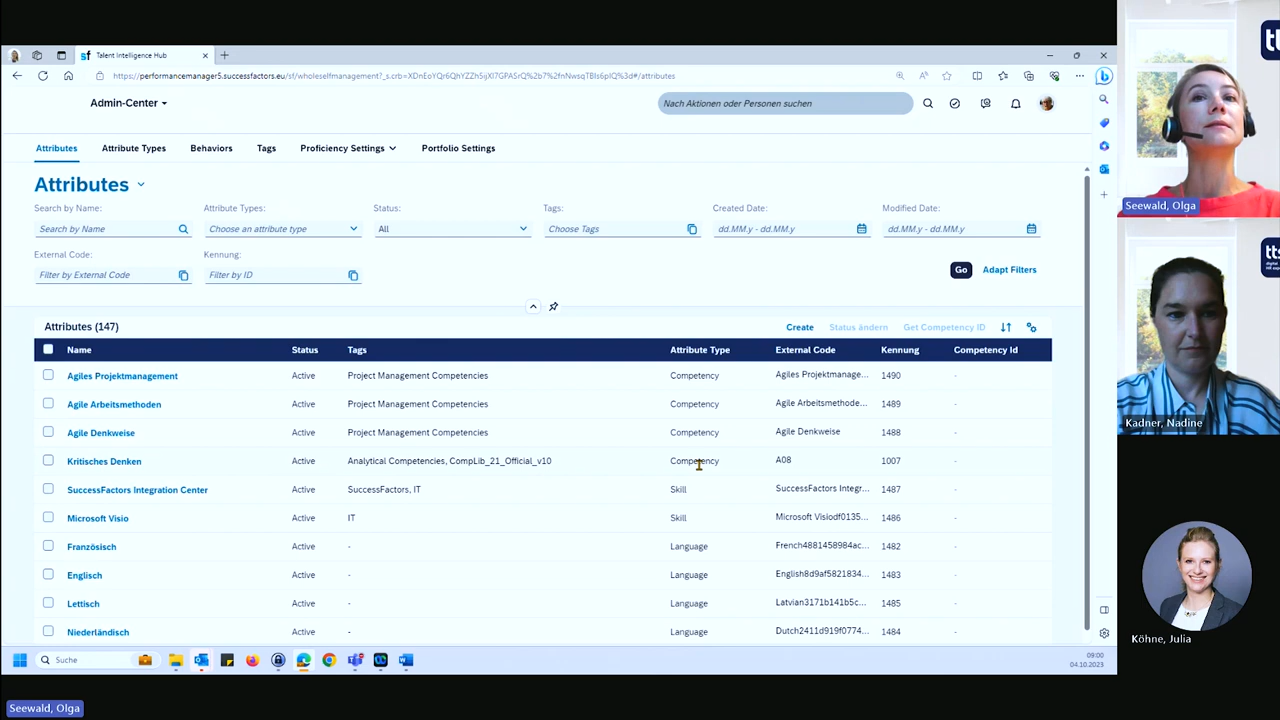 Talent Intelligence Hub
https://performancemanager5.successfactors.eu/sf/wholeselfmanagement?_s.crb=
#/attributes
Admin-Center
Nach Aktionen oder Personen suchen
Attributes Attribute Types Behaviors Tags Proficiency Settings Portfolio Settings
Attributes
Search by Name: Attribute Types: Status: Tags: Created Date: Modified Date:
Search by Name Choose an attribute type All Choose Tags dd.MM.y - dd.MM.y dd.MM.y - dd.MM.y
External Code: Kennung:
Filter by External Code Filter by ID Go Adapt Filters
Attributes (147) Create Status ändern Get Competency ID
Name Status Tags Attribute Type External Code Kennung Competency Id
Agiles Projektmanagement Active Project Management Competencies Competency Agiles Projektmanage... 1490 -
Agile Arbeitsmethoden Active Project Management Competencies Competency Agile Arbeitsmethode... 1489 -
Agile Denkweise Active Project Management Competencies Competency Agile Denkweise 1488 -
Kritisches Denken Active Analytical Competencies, CompLib_21_Official_v10 Competency A08 1007 -
SuccessFactors Integration Center Active SuccessFactors, IT Skill SuccessFactors Integr... 1487 -
Microsoft Visio Active IT Skill Microsoft Visiodf0135... 1486 -
Französisch Active - Language French4881458984ac... 1482 -
Englisch Active - Language English8d9af5821834... 1483 -
Lettisch Active - Language Latvian3171b141b5c... 1485 -
Niederländisch Active - Language Dutch2411d919f0774... 1484 -
Suche
09:00
04.10.2023
Seewald, Olga
Kadner, Nadine
Köhne, Julia
Seewald, Olga